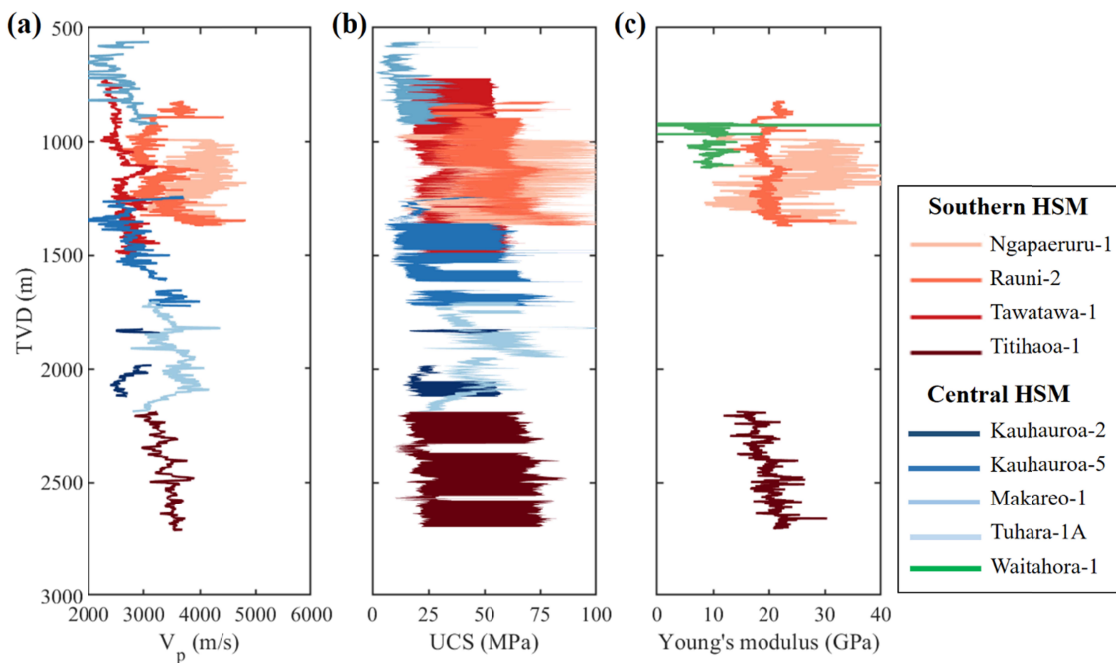 (a)
(b)
(c)
500
1000
1500
2000
2500
3000
TVD (m)
2000 3000 4000 5000 6000
V_p (m/s)
0 25 50 75 100
UCS (MPa)
0 10 20 30 40
Young's modulus (GPa)
Southern HSM
Ngapaeruru-1
Rauni-2
Tawatawa-1
Titihaoa-1
Central HSM
Kauhauroa-2
Kauhauroa-5
Makareo-1
Tuhara-1A
Waitahora-1